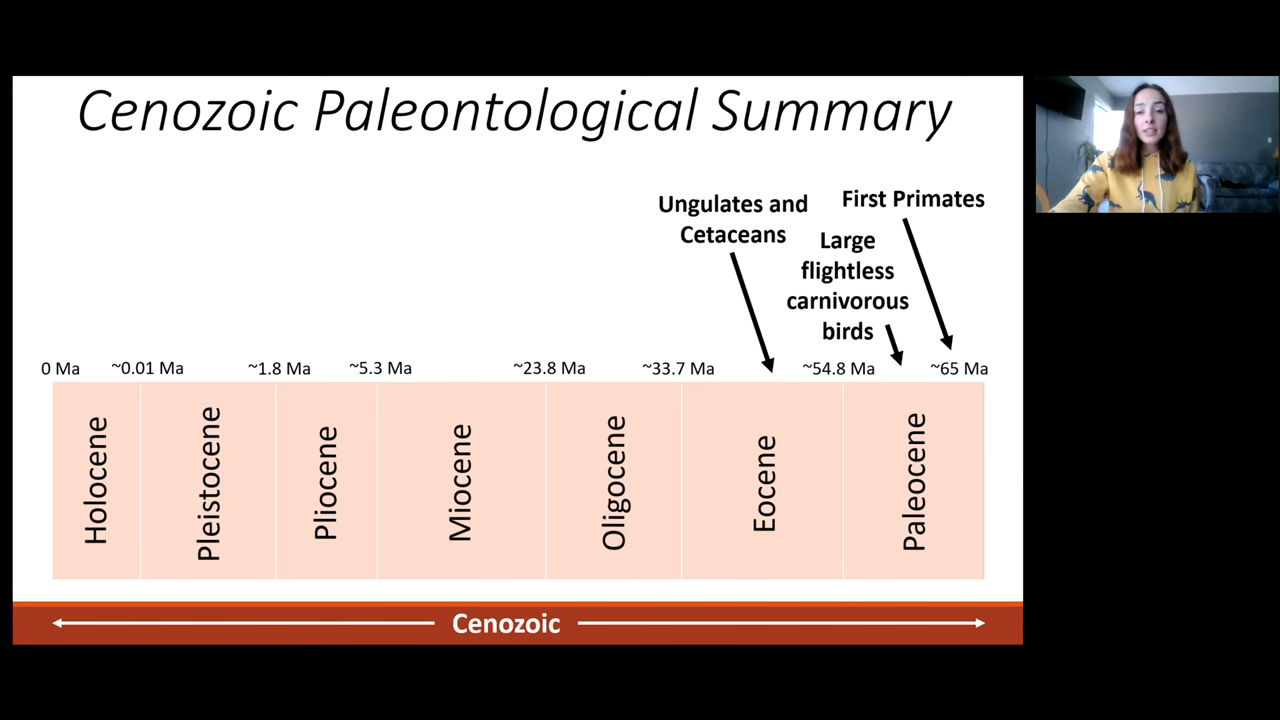 Cenozoic Paleontological Summary
Ungulates and
Cetaceans
First Primates
Large
flightless
carnivorous
birds
0 Ma
~0.01 Ma
~1.8 Ma
~5.3 Ma
~23.8 Ma
~33.7 Ma
~54.8 Ma
~65 Ma
Holocene
Pleistocene
Pliocene
Miocene
Oligocene
Eocene
Paleocene
Cenozoic